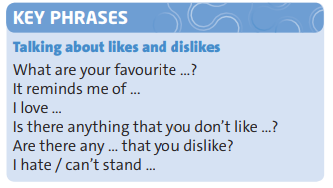 KEY PHRASES
Talking about likes and dislikes
What are your favourite ...?
It reminds me of ...
I love ...
Is there anything that you don't like ...?
Are there any ... that you dislike?
I hate / can't stand ...